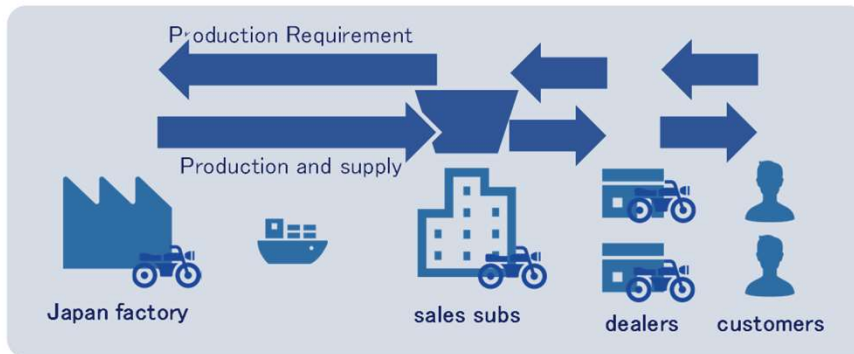 Production Requirement
Production and supply
Japan factory
sales subs
dealers
customers